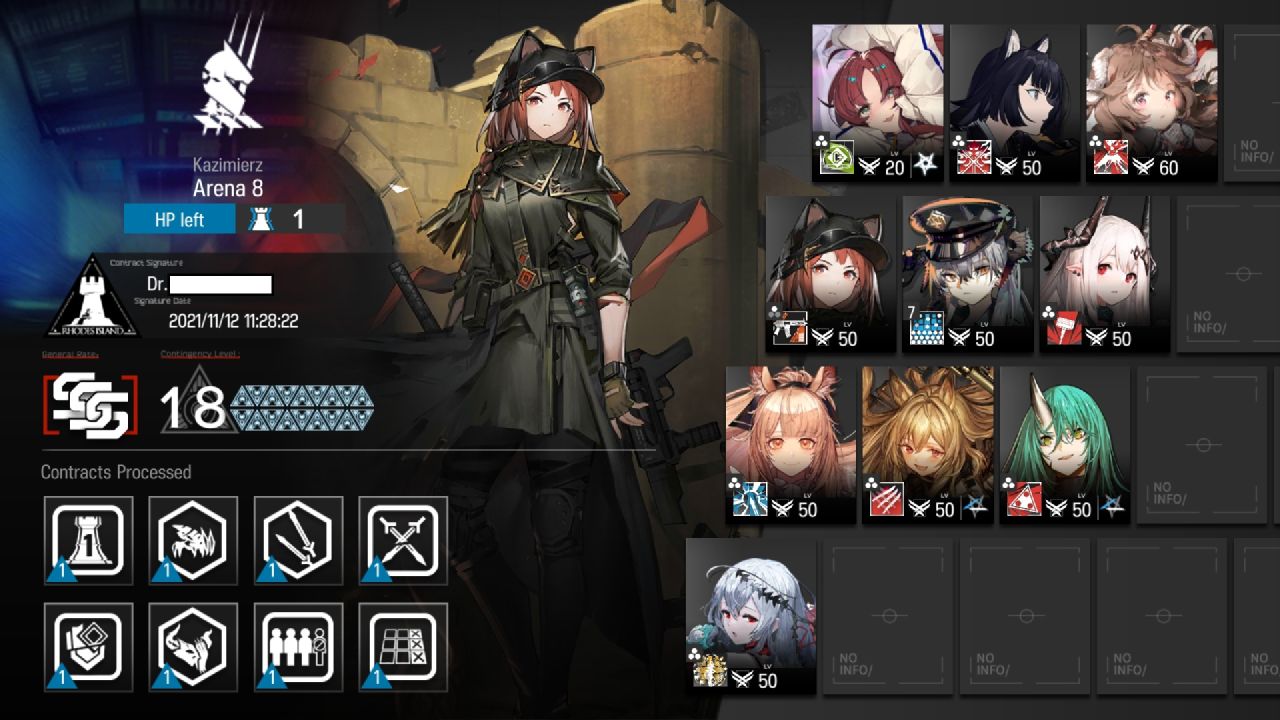 Kazimierz
Arena 8
HP left 1
Contract Signature
Dr.
Signature Date
2021/11/12 11:28:22
RHODES ISLAND
General Rate:
Contingency Level:
18
Contracts Processed
1
1
1
1
1
1
1
1
1
LV
20
LV
50
LV
60
NO
INFO/
LV
50
7
LV
50
LV
50
NO
INFO/
LV
50
LV
50
LV
50
NO
INFO/
LV
50
NO
INFO/
NO
INFO/
NO
INFO/
NO
INFO